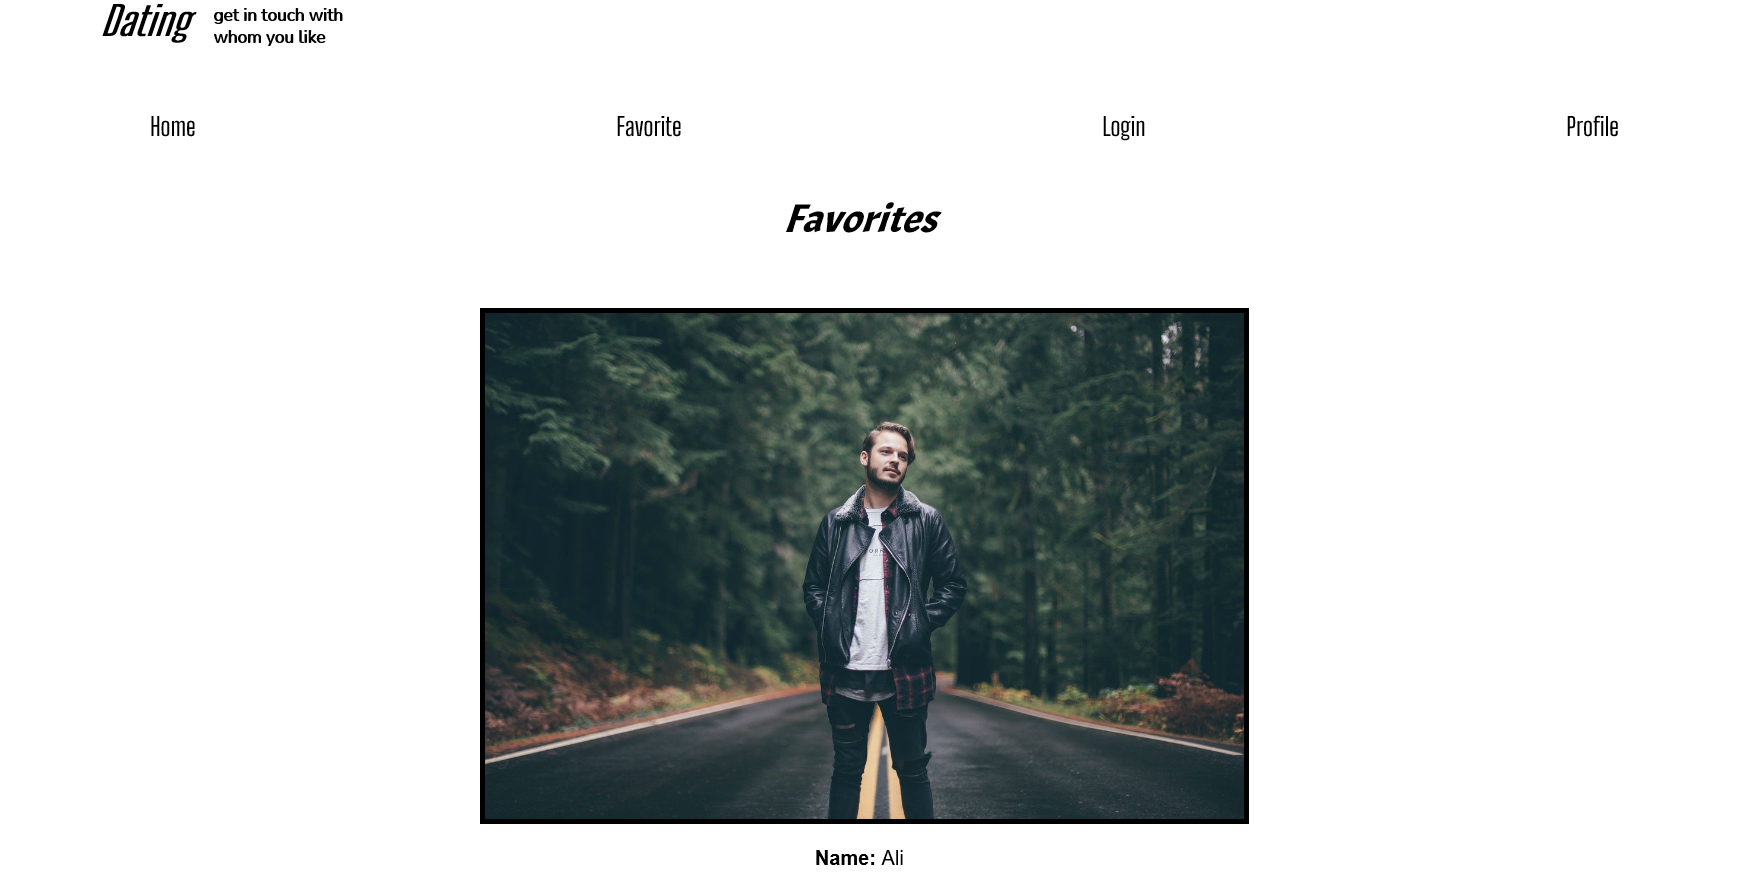 Dating
get in touch with
whom you like
Home
Favorite
Login
Profile
Favorites
Name: Ali